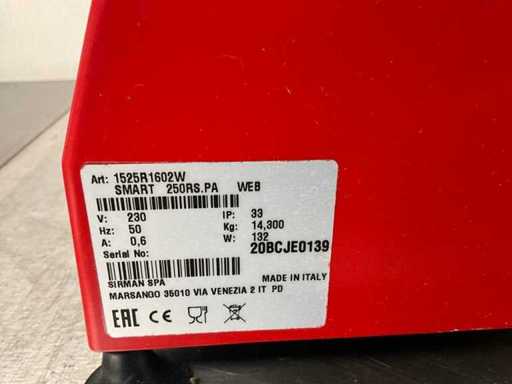 Art: 1525R1602W
SMART 250RS.PA WEB
V: 230 IP: 33
Hz: 50 Kg: 14,300
A: 0,6 W: 132
Serial No: 20BCJE0139
SIRMAN SPA MADE IN ITALY
MARSANGO 35010 VIA VENEZIA 2 IT PD
EAC CE